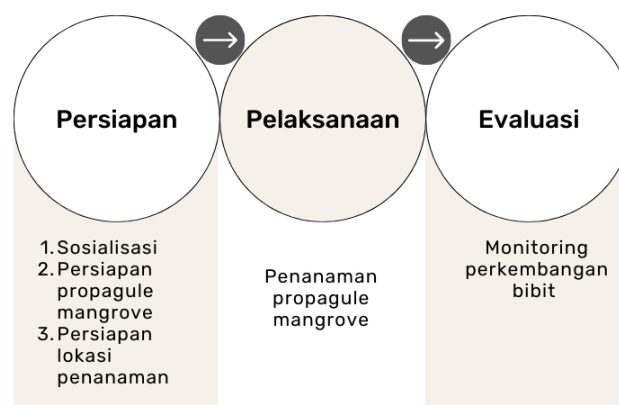 Persiapan
Pelaksanaan
Evaluasi
1. Sosialisasi
2. Persiapan
propagule
mangrove
3. Persiapan
lokasi
penanaman
Penanaman
propagule
mangrove
Monitoring
perkembangan
bibit